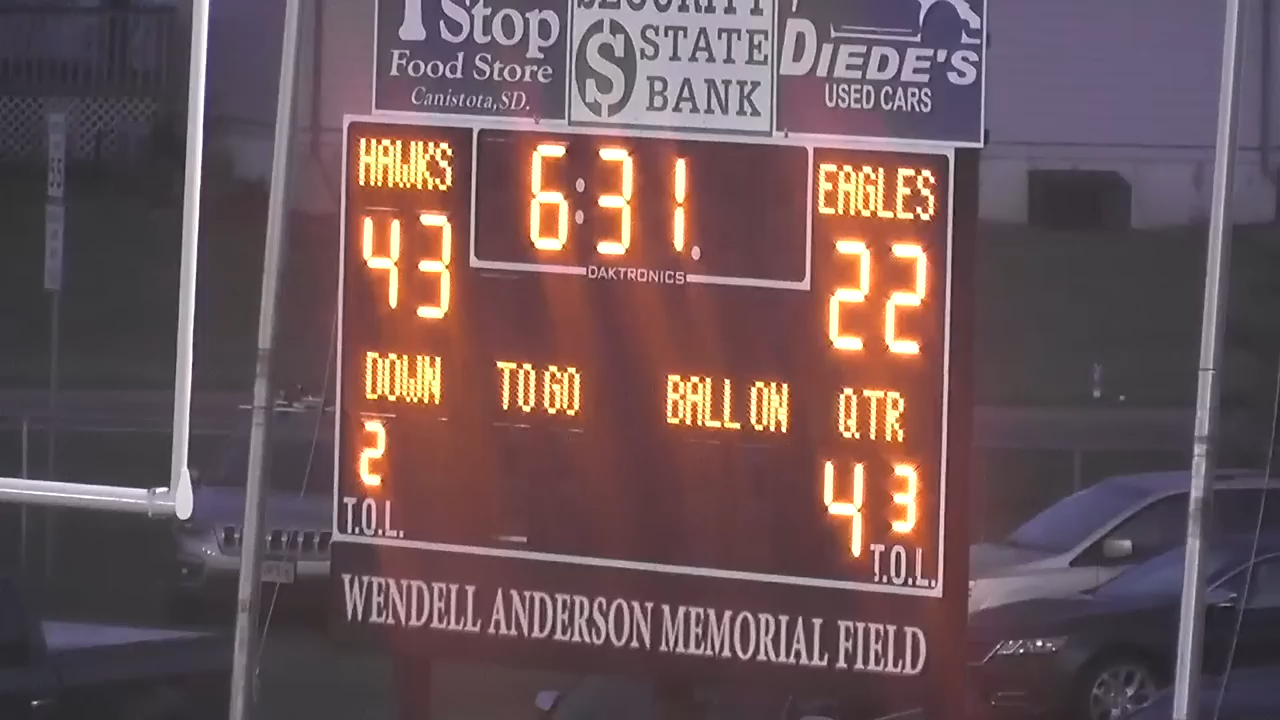 Stop
Food Store
Canistota, SD.
SECURITY
$ STATE
BANK
DIEDE'S
USED CARS
HAWKS
6:31
EAGLES
43
22
DAKTRONICS
DOWN
TO GO
BALL ON
QTR
2
4
3
T.O.L.
T.O.L.
WENDELL ANDERSON MEMORIAL FIELD